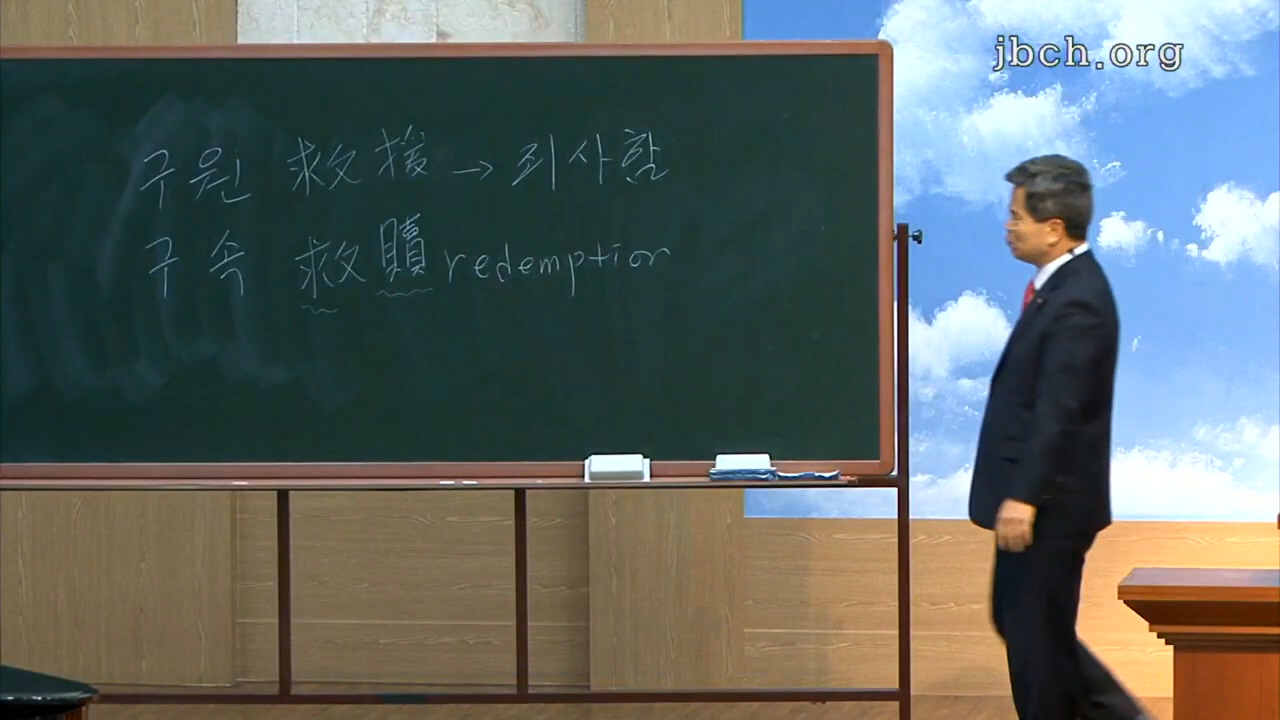 jbch.org
구원 救援 → 죄사함
구속 救贖 redemption